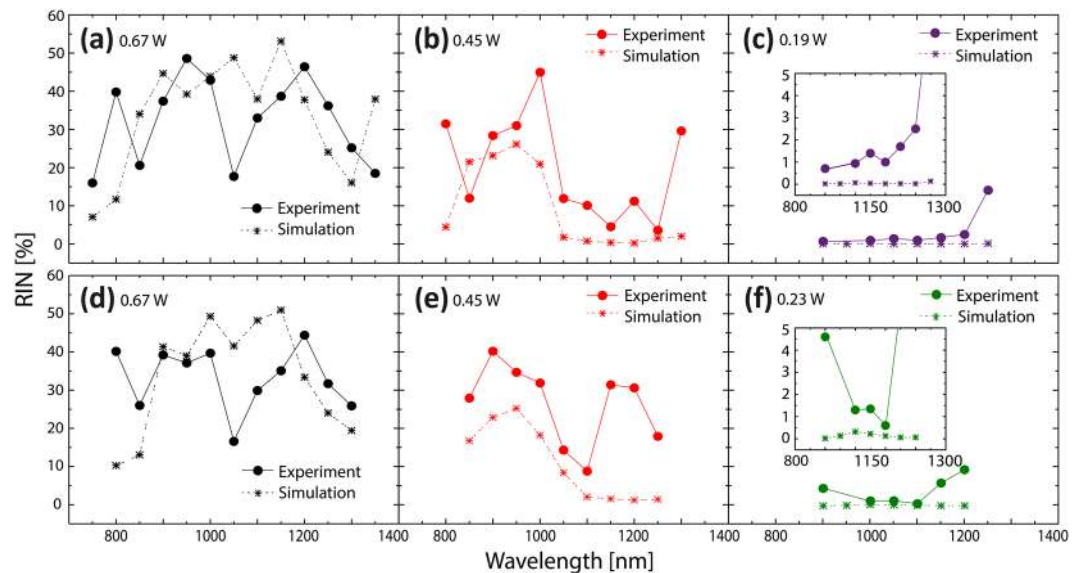 (a) 0.67 W
(b) 0.45 W
(c) 0.19 W
Experiment
Simulation
Experiment
Simulation
Experiment
Simulation
60
50
40
30
20
10
0
5
4
3
2
1
0
800 1150 1300
RIN [%]
(d) 0.67 W
(e) 0.45 W
(f) 0.23 W
Experiment
Simulation
Experiment
Simulation
Experiment
Simulation
60
50
40
30
20
10
0
5
4
3
2
1
0
800 1150 1300
800 1000 1200 1400 800 1000 1200 1400 800 1000 1200 1400
Wavelength [nm]